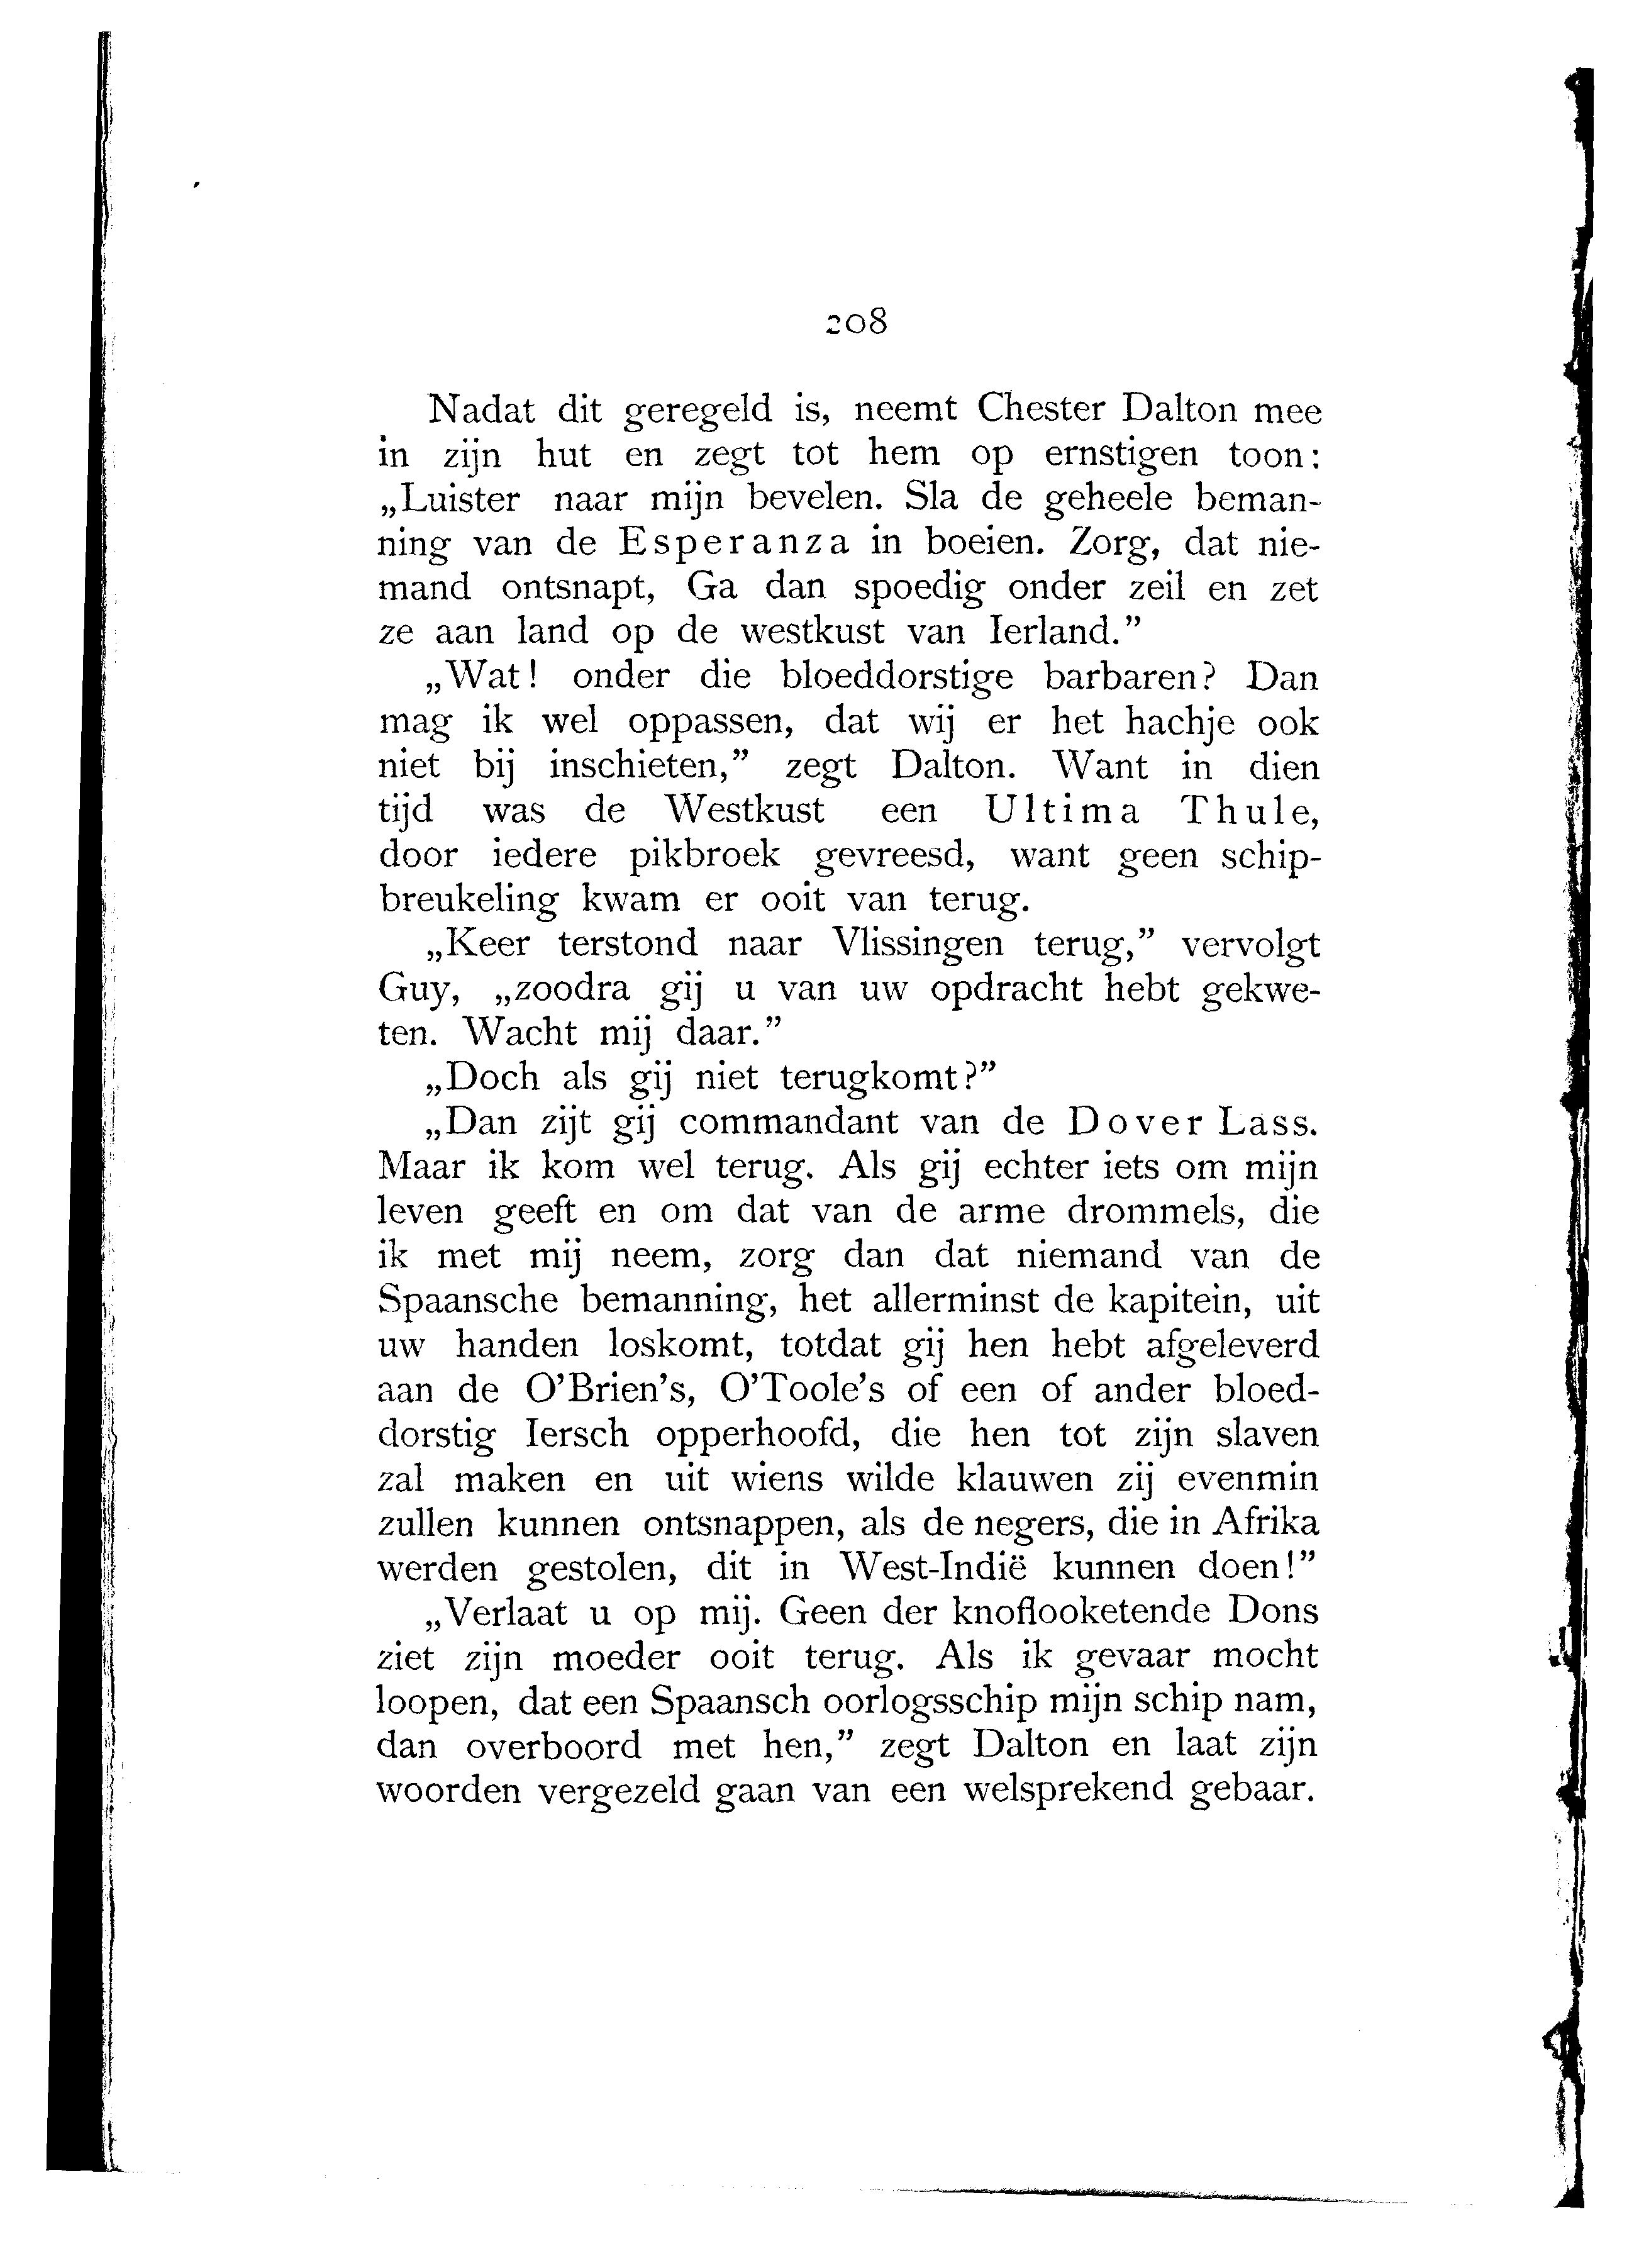 208
Nadat dit geregeld is, neemt Chester Dalton mee
in zijn hut en zegt tot hem op ernstigen toon:
„Luister naar mijn bevelen. Sla de geheele beman-
ning van de Esperanza in boeien. Zorg, dat nie-
mand ontsnapt, Ga dan spoedig onder zeil en zet
ze aan land op de westkust van Ierland.”
„Wat! onder die bloeddorstige barbaren? Dan
mag ik wel oppassen, dat wij er het hachje ook
niet bij inschieten,” zegt Dalton. Want in dien
tijd was de Westkust een Ultima Thule,
door iedere pikbroek gevreesd, want geen schip-
breukeling kwam er ooit van terug.
„Keer terstond naar Vlissingen terug,” vervolgt
Guy, „zoodra gij u van uw opdracht hebt gekwe-
ten. Wacht mij daar.”
„Doch als gij niet terugkomt?”
„Dan zijt gij commandant van de Dover Lass.
Maar ik kom wel terug. Als gij echter iets om mijn
leven geeft en om dat van de arme drommels, die
ik met mij neem, zorg dan dat niemand van de
Spaansche bemanning, het allerminst de kapitein, uit
uw handen loskomt, totdat gij hen hebt afgeleverd
aan de O’Brien’s, O’Toole’s of een of ander bloed-
dorstig Iersch opperhoofd, die hen tot zijn slaven
zal maken en uit wiens wilde klauwen zij evenmin
zullen kunnen ontsnappen, als de negers, die in Afrika
werden gestolen, dit in West-Indië kunnen doen!”
„Verlaat u op mij. Geen der knoflooketende Dons
ziet zijn moeder ooit terug. Als ik gevaar mocht
loopen, dat een Spaansch oorlogsschip mijn schip nam,
dan overboord met hen,” zegt Dalton en laat zijn
woorden vergezeld gaan van een welsprekend gebaar.